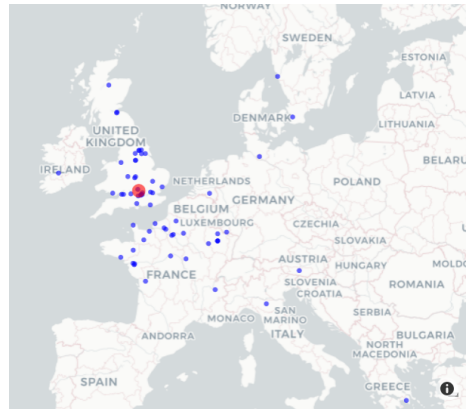 NORWAY
SWEDEN
ESTONIA
LATVIA
DENMARK
LITHUANIA
UNITED
KINGDOM
BELARU
IRELAND
NETHERLANDS
POLAND
BELGIUM
GERMANY
LUXEMBOURG
CZECHIA
SLOVAKIA
AUSTRIA
HUNGARY
MOLDO
FRANCE
SLOVENIA
ROMANIA
CROATIA
MONACO
SAN
MARINO
SERBIA
ITALY
BULGARIA
ANDORRA
NORTH
MACEDONIA
SPAIN
GREECE